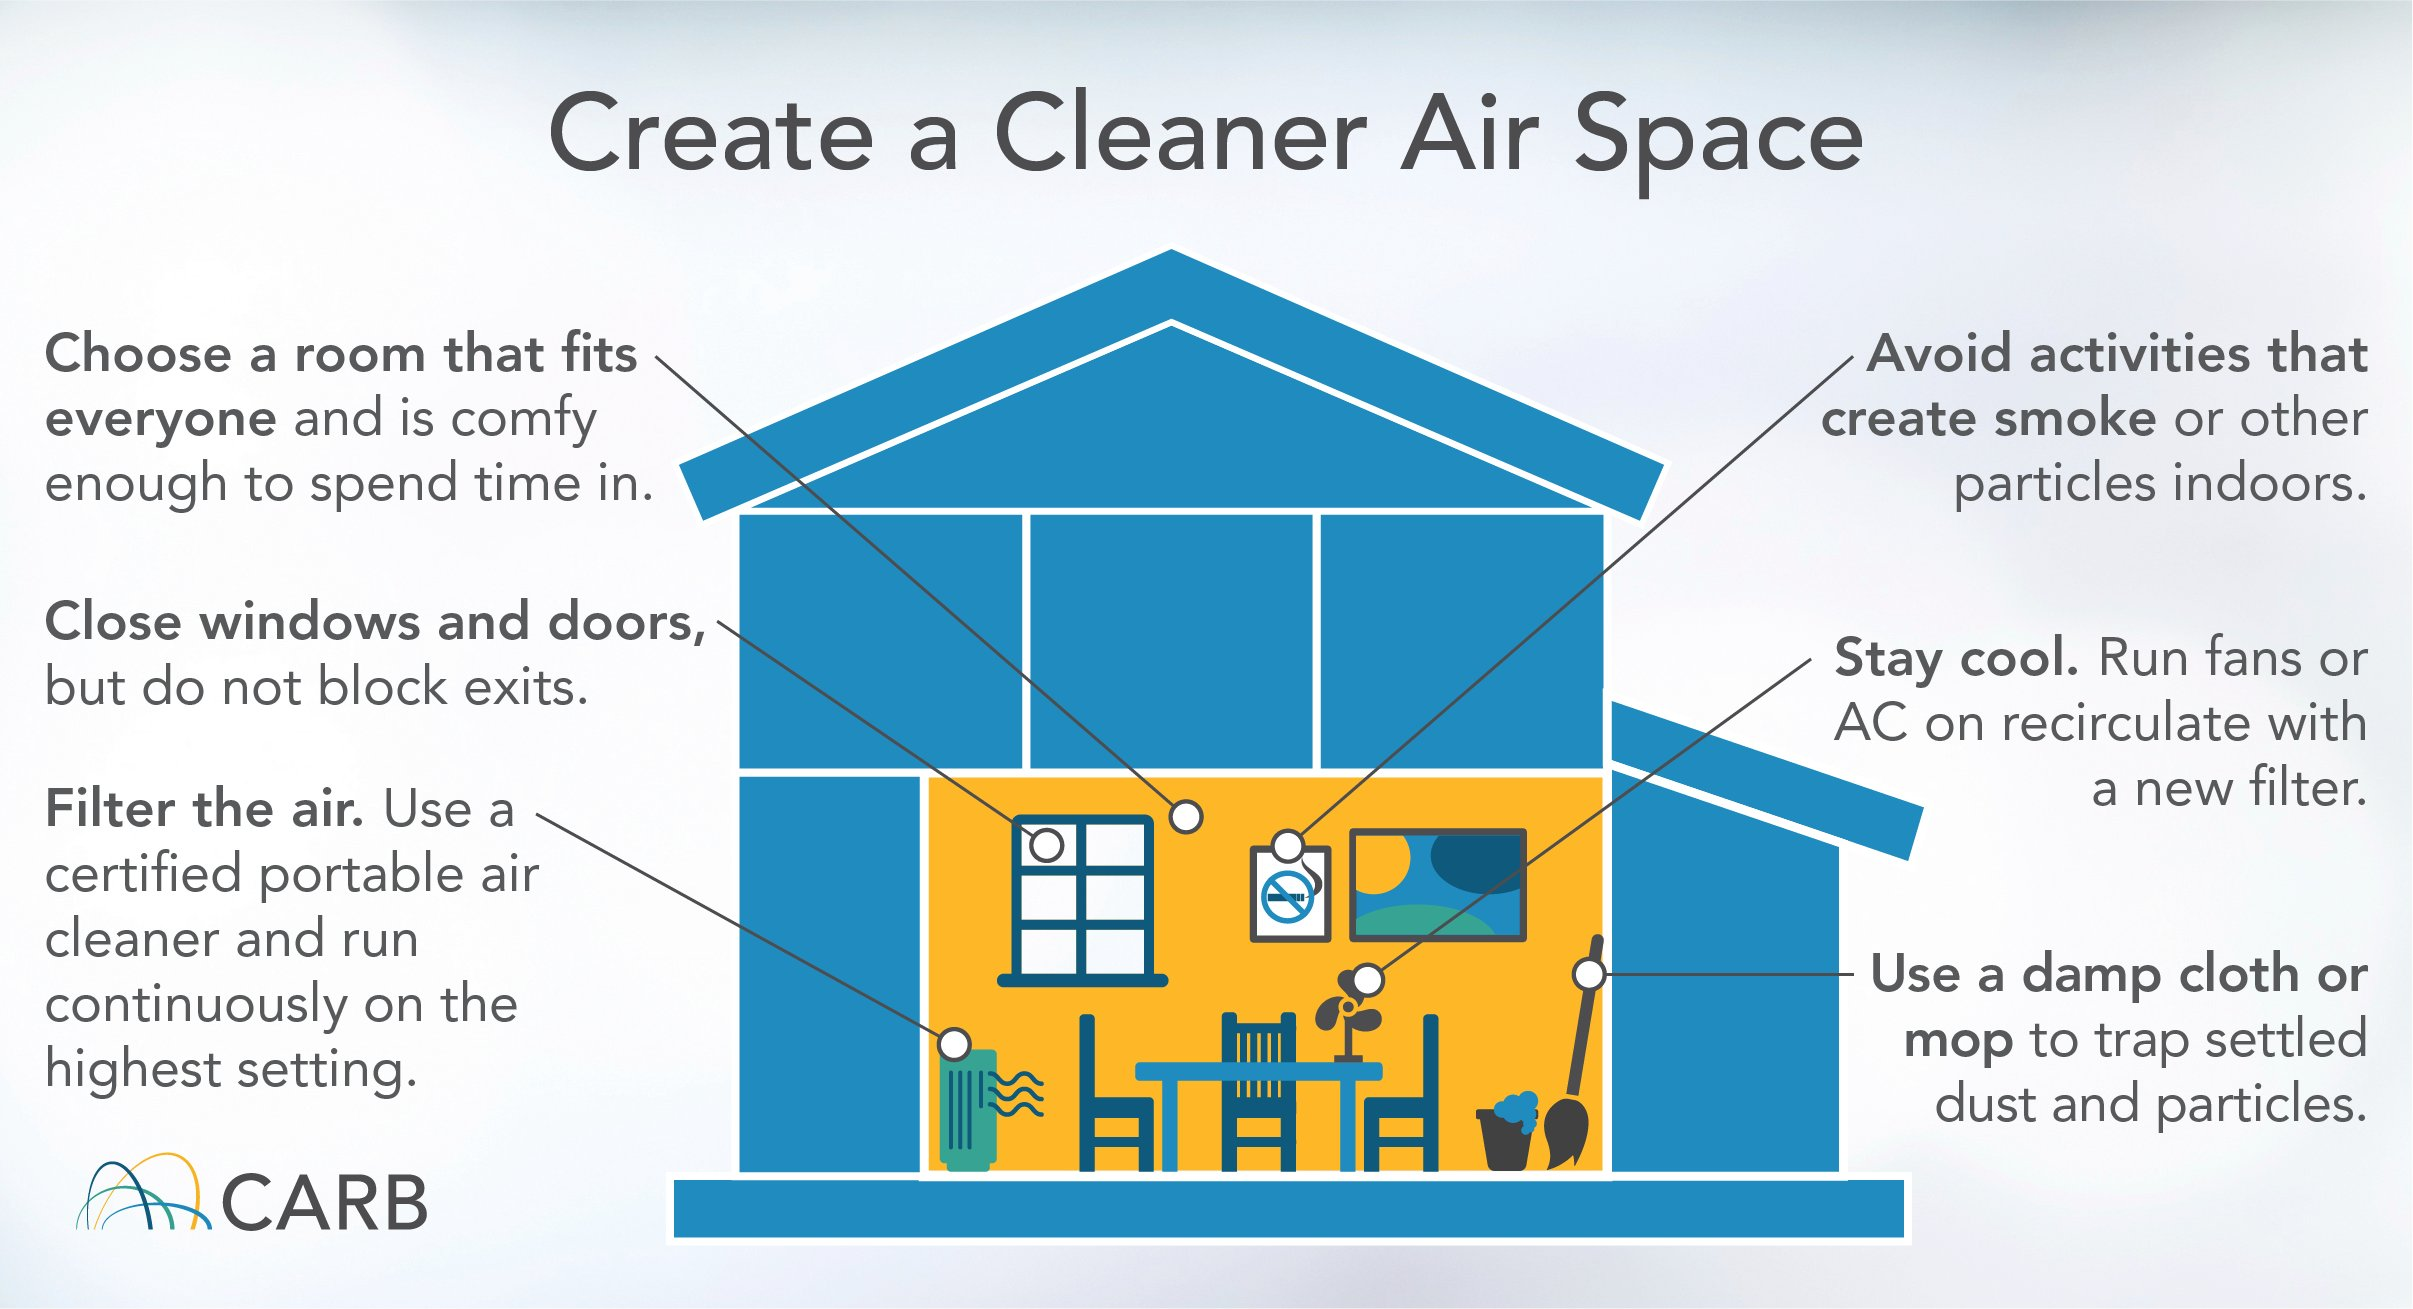 Create a Cleaner Air Space
Choose a room that fits
everyone and is comfy
enough to spend time in.
Close windows and doors,
but do not block exits.
Filter the air. Use a
certified portable air
cleaner and run
continuously on the
highest setting.
Avoid activities that
create smoke or other
particles indoors.
Stay cool. Run fans or
AC on recirculate with
a new filter.
Use a damp cloth or
mop to trap settled
dust and particles.
CARB